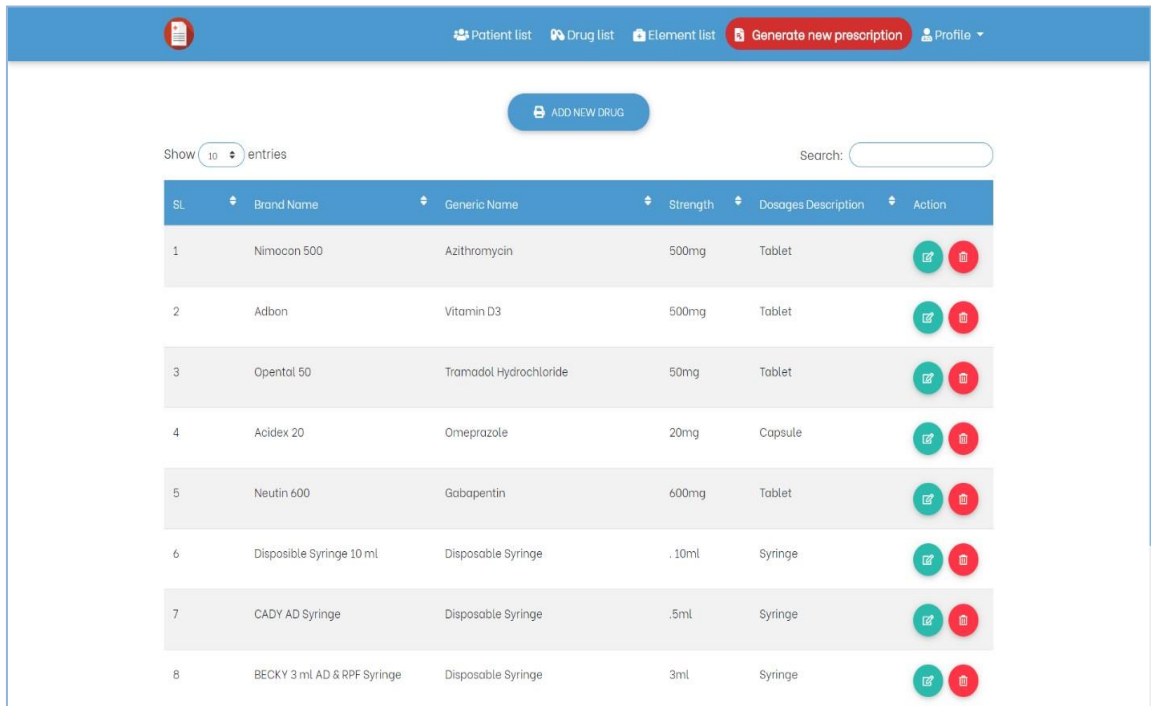 Patient list Drug list Element list Generate new prescription Profile
ADD NEW DRUG
Show 10 entries Search:
SL Brand Name Generic Name Strength Dosages Description Action
1 Nimocon 500 Azithromycin 500mg Tablet
2 Adbon Vitamin D3 500mg Tablet
3 Opental 50 Tramadol Hydrochloride 50mg Tablet
4 Acidex 20 Omeprazole 20mg Capsule
5 Neutin 600 Gabapentin 600mg Tablet
6 Disposible Syringe 10 ml Disposable Syringe . 10ml Syringe
7 CADY AD Syringe Disposable Syringe .5ml Syringe
8 BECKY 3 ml AD & RPF Syringe Disposable Syringe 3ml Syringe